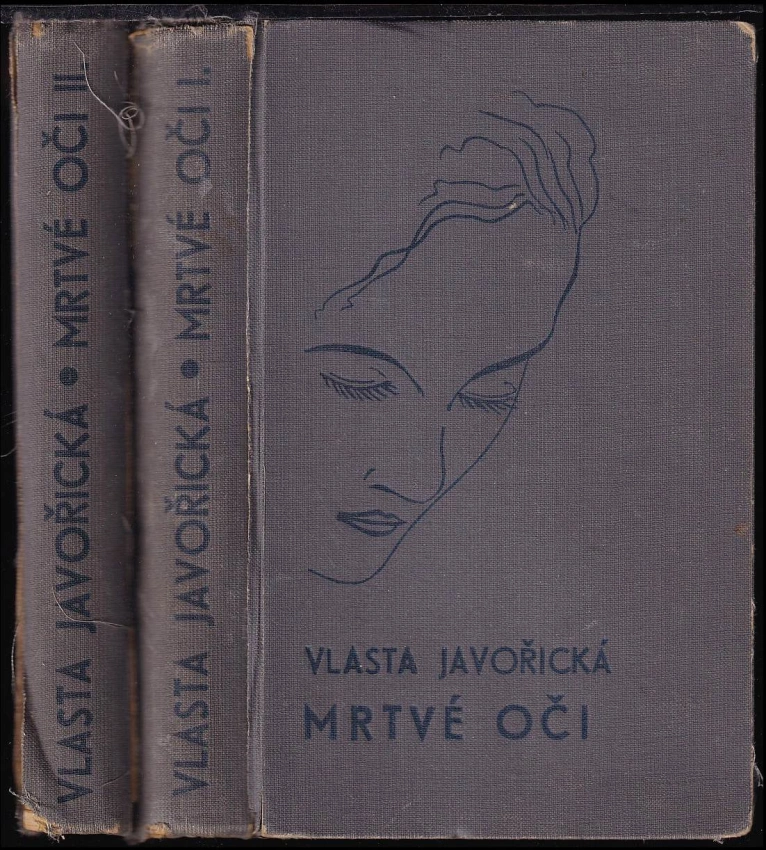 VLASTA JAVOŘICKÁ • MRTVÉ OČI II.
VLASTA JAVOŘICKÁ • MRTVÉ OČI I.
VLASTA JAVOŘICKÁ
MRTVÉ OČI